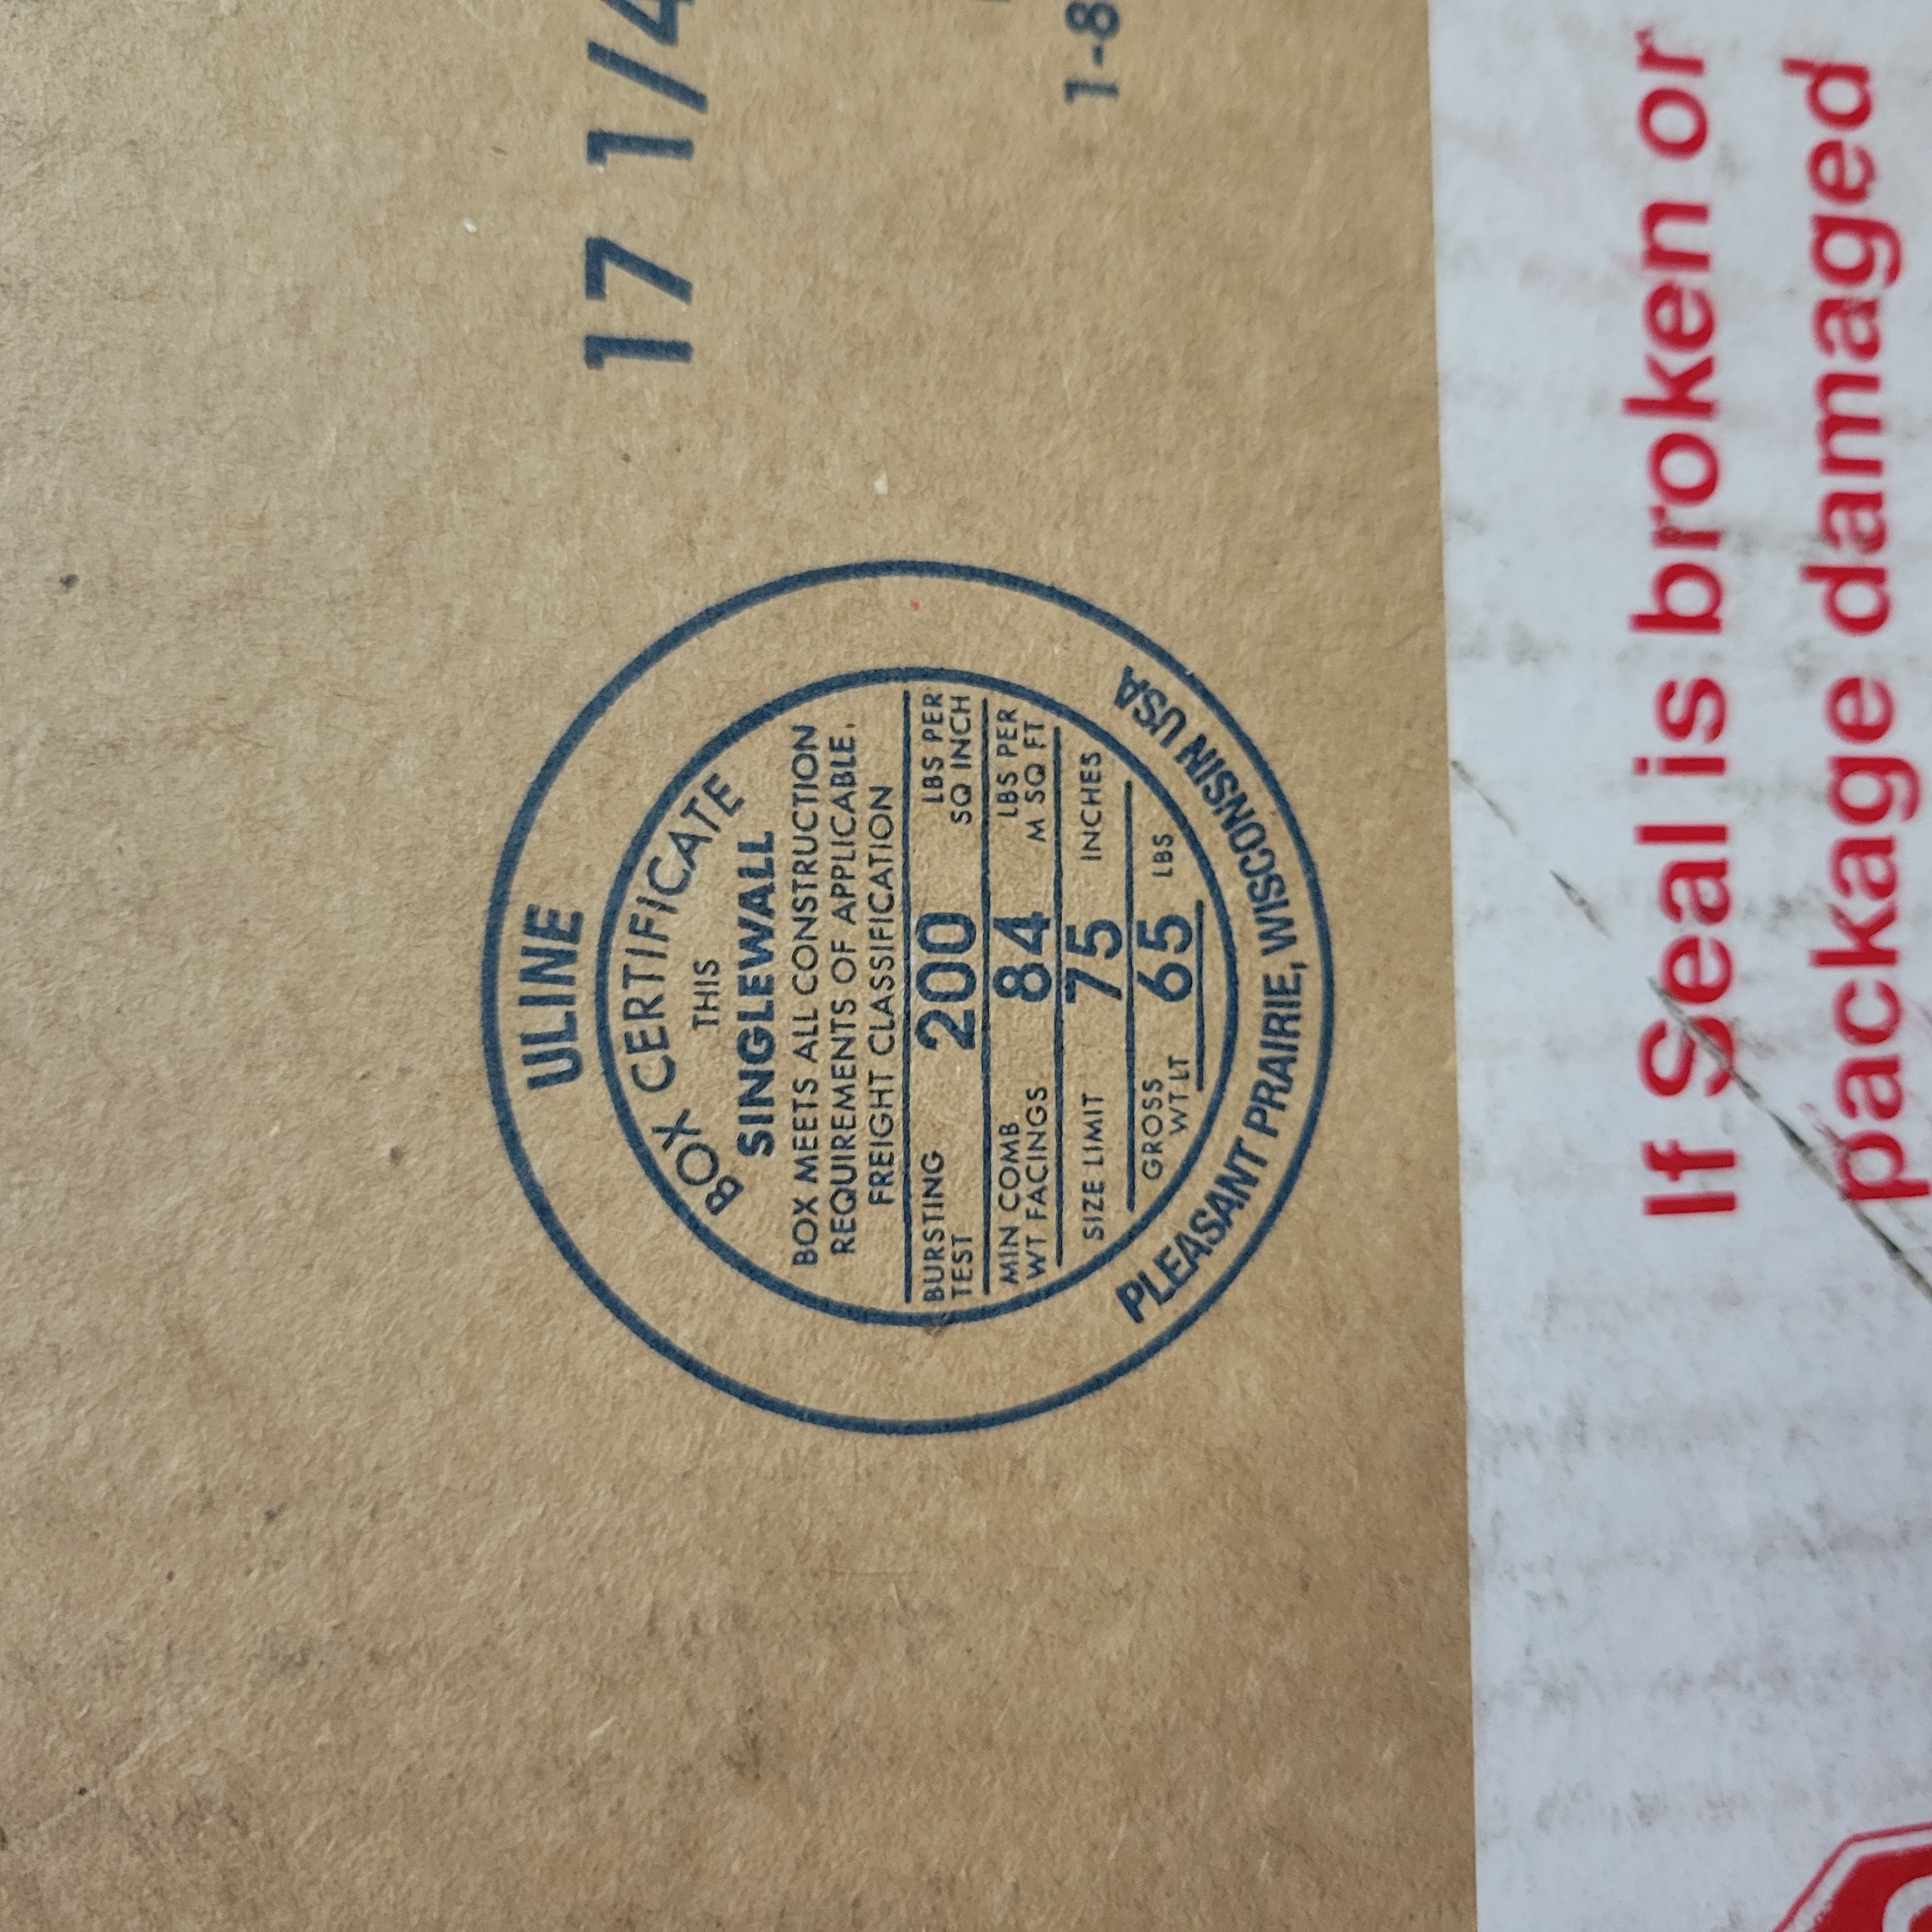 17 1/4
1-8
ULINE
BOX CERTIFICATE
THIS
SINGLEWALL
BOX MEETS ALL CONSTRUCTION
REQUIREMENTS OF APPLICABLE.
FREIGHT CLASSIFICATION
BURSTING TEST 200 LBS PER SQ INCH
MIN COMB WT FACINGS 84 LBS PER M SQ FT
SIZE LIMIT 75 INCHES
GROSS WT LT 65 LBS
PLEASANT PRAIRIE, WISCONSIN USA
If Seal is broken or
package damaged